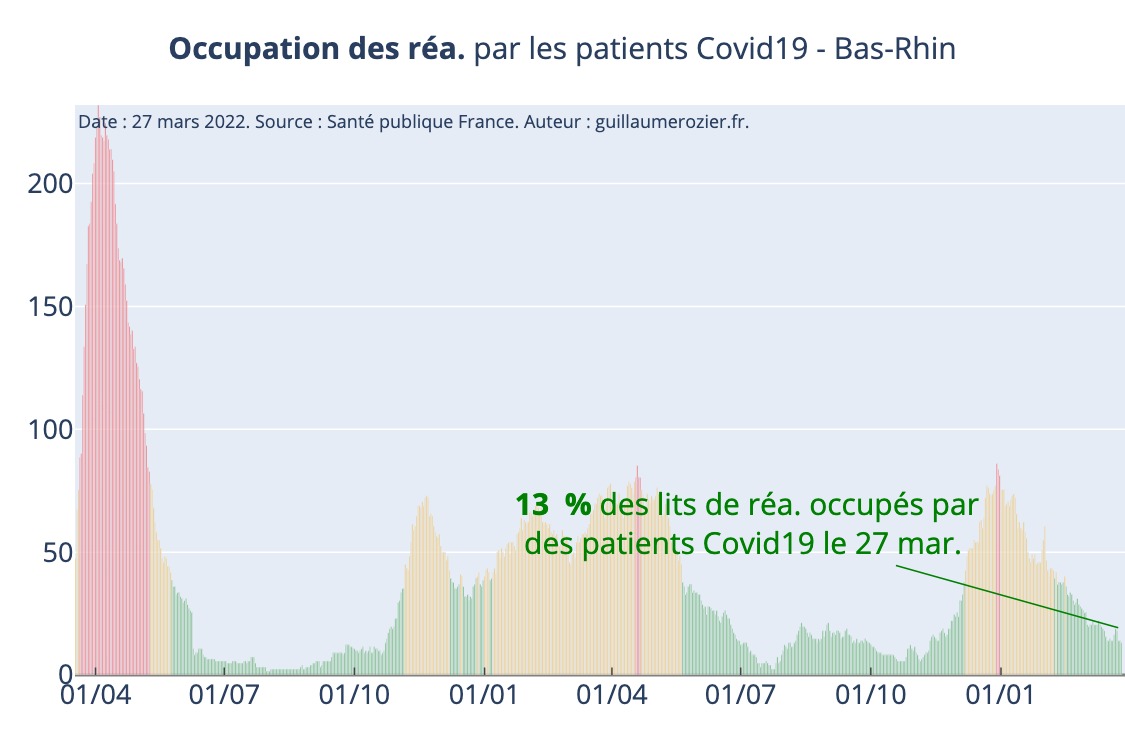 Occupation des réa. par les patients Covid19 - Bas-Rhin
Date : 27 mars 2022. Source : Santé publique France. Auteur : guillaumerozier.fr.
200
150
100
13 % des lits de réa. occupés par
des patients Covid19 le 27 mar.
50
0
01/04 01/07 01/10 01/01 01/04 01/07 01/10 01/01